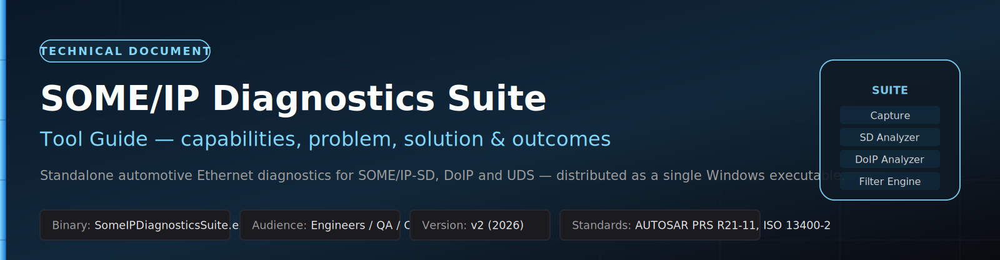 TECHNICAL DOCUMENT
SOME/IP Diagnostics Suite
Tool Guide — capabilities, problem, solution & outcomes
Standalone automotive Ethernet diagnostics for SOME/IP-SD, DoIP and UDS — distributed as a single Windows executable.
Binary: SomeIPDiagnosticsSuite.e
Audience: Engineers / QA / C
Version: v2 (2026)
Standards: AUTOSAR PRS R21-11, ISO 13400-2
SUITE
Capture
SD Analyzer
DoIP Analyzer
Filter Engine